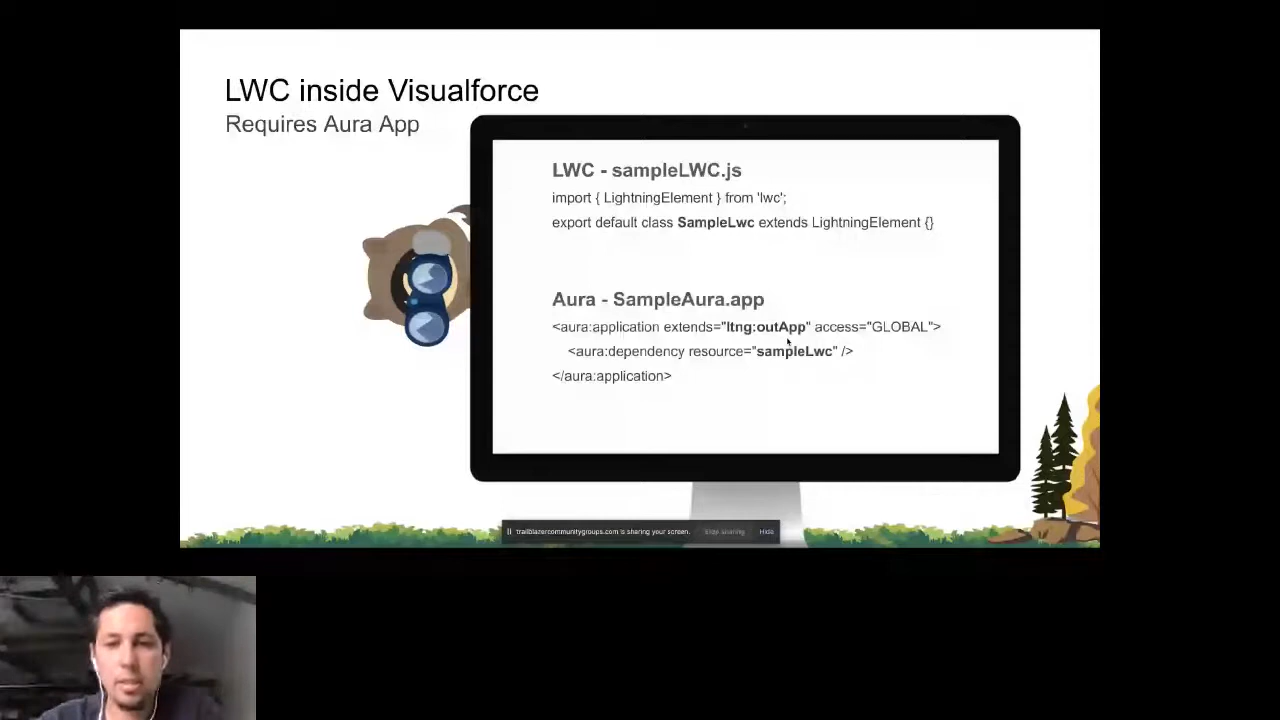 LWC inside Visualforce
Requires Aura App
LWC - sampleLWC.js
import { LightningElement } from 'lwc';
export default class SampleLwc extends LightningElement {}
Aura - SampleAura.app
<aura:application extends="ltng:outApp" access="GLOBAL">
<aura:dependency resource="sampleLwc" />
</aura:application>
trailblazercommunitygroups.com is sharing your screen.
Stop sharing
Hide